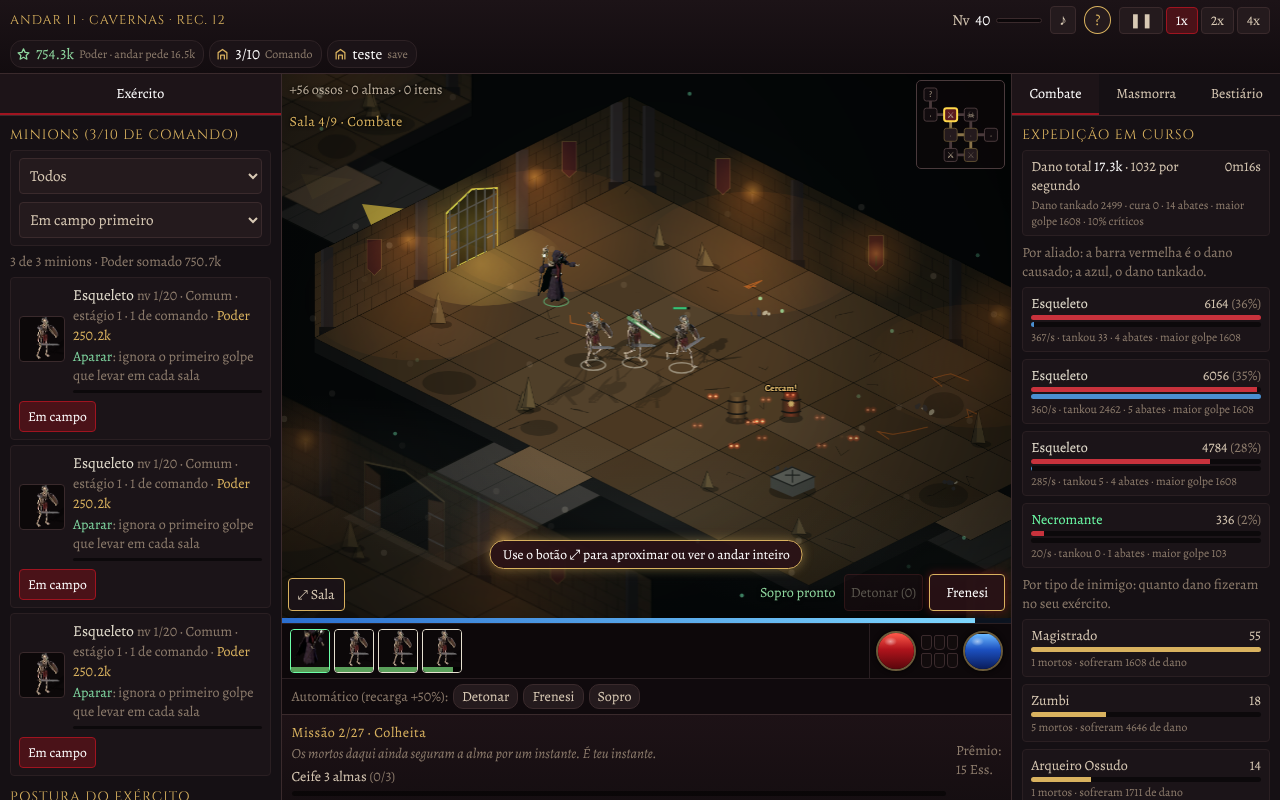 ANDAR 11 · CAVERNAS · REC. 12
Nv 40
♪
?
❚❚
1x
2x
4x
754.3k Poder · andar pede 16.5k
3/10 Comando
teste save
Exército
MINIONS (3/10 DE COMANDO)
Todos
Em campo primeiro
3 de 3 minions · Poder somado 750.7k
Esqueleto nv 1/20 · Comum ·
estágio 1 · 1 de comando · Poder
250.2k
Aparar: ignora o primeiro golpe
que levar em cada sala
Em campo
Esqueleto nv 1/20 · Comum ·
estágio 1 · 1 de comando · Poder
250.2k
Aparar: ignora o primeiro golpe
que levar em cada sala
Em campo
Esqueleto nv 1/20 · Comum ·
estágio 1 · 1 de comando · Poder
250.2k
Aparar: ignora o primeiro golpe
que levar em cada sala
Em campo
POSTURA DO EXÉRCITO
+56 ossos · 0 almas · 0 itens
Sala 4/9 · Combate
?
Cercam!
Use o botão ⤢ para aproximar ou ver o andar inteiro
⤢ Sala
Sopro pronto
Detonar (0)
Frenesi
Automático (recarga +50%):
Detonar
Frenesi
Sopro
Missão 2/27 · Colheita
Os mortos daqui ainda seguram a alma por um instante. É teu instante.
Ceife 3 almas (0/3)
Prêmio:
15 Ess.
Combate
Masmorra
Bestiário
EXPEDIÇÃO EM CURSO
Dano total 17.3k · 1032 por
segundo
0m16s
Dano tankado 2499 · cura 0 · 14 abates · maior
golpe 1608 · 10% críticos
Por aliado: a barra vermelha é o dano
causado; a azul, o dano tankado.
Esqueleto 6164 (36%)
367/s · tankou 33 · 4 abates · maior golpe 1608
Esqueleto 6056 (35%)
360/s · tankou 2462 · 5 abates · maior golpe 1608
Esqueleto 4784 (28%)
285/s · tankou 5 · 4 abates · maior golpe 1608
Necromante 336 (2%)
20/s · tankou 0 · 1 abates · maior golpe 103
Por tipo de inimigo: quanto dano fizeram
no seu exército.
Magistrado 55
1 mortos · sofreram 1608 de dano
Zumbi 18
5 mortos · sofreram 4646 de dano
Arqueiro Ossudo 14
1 mortos · sofreram 1711 de dano